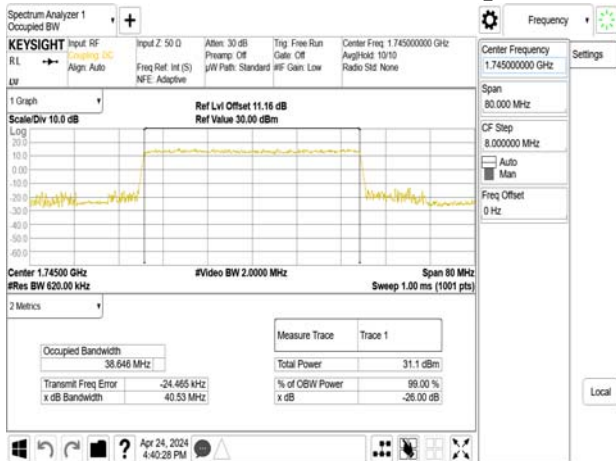 Spectrum Analyzer 1
Occupied BW
+
Frequency
KEYSIGHT
RL
Input: RF
Coupling: DC
Align: Auto
Input Z: 50 Ω
Freq Ref: Int (S)
NFE: Adaptive
Atten: 30 dB
Preamp: Off
µW Path: Standard
Trig: Free Run
Gate: Off
#IF Gain: Low
Center Freq: 1.745000000 GHz
Avg|Hold: 10/10
Radio Std: None
Center Frequency
1.745000000 GHz
Settings
Span
80.000 MHz
CF Step
8.000000 MHz
Auto
Man
Freq Offset
0 Hz
Local
1 Graph
Scale/Div 10.0 dB
Ref Lvl Offset 11.16 dB
Ref Value 30.00 dBm
Log
20.0
10.0
0.00
-10.0
-20.0
-30.0
-40.0
-50.0
-60.0
Center 1.74500 GHz
#Res BW 620.00 kHz
#Video BW 2.0000 MHz
Span 80 MHz
Sweep 1.00 ms (1001 pts)
2 Metrics
Measure Trace
Trace 1
Occupied Bandwidth
38.646 MHz
Total Power
31.1 dBm
Transmit Freq Error
-24.465 kHz
% of OBW Power
99.00 %
x dB Bandwidth
40.53 MHz
x dB
-26.00 dB
?
Apr 24, 2024
4:40:28 PM